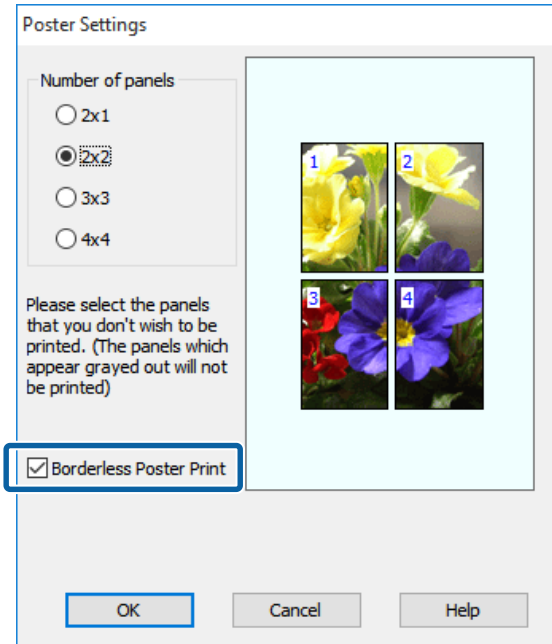 Poster Settings
Number of panels
2x1
2x2
3x3
4x4
Please select the panels
that you don't wish to be
printed. (The panels which
appear grayed out will not
be printed)
Borderless Poster Print
1
2
3
4
OK
Cancel
Help